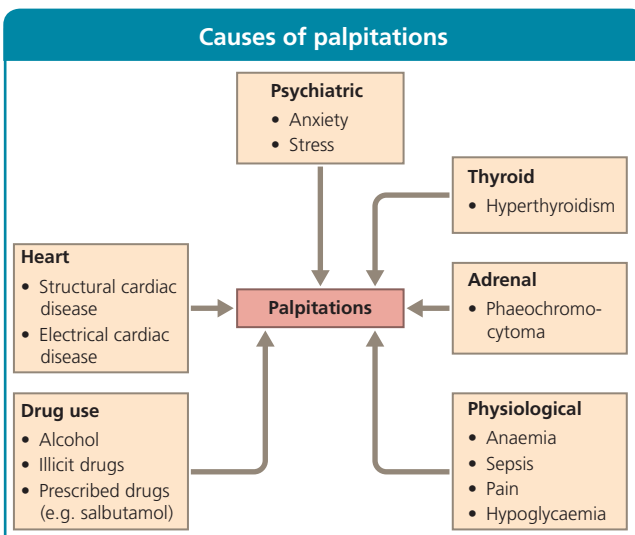 Causes of palpitations
Psychiatric
• Anxiety
• Stress
Thyroid
• Hyperthyroidism
Heart
• Structural cardiac
disease
• Electrical cardiac
disease
Palpitations
Adrenal
• Phaeochromo-
cytoma
Drug use
• Alcohol
• Illicit drugs
• Prescribed drugs
(e.g. salbutamol)
Physiological
• Anaemia
• Sepsis
• Pain
• Hypoglycaemia